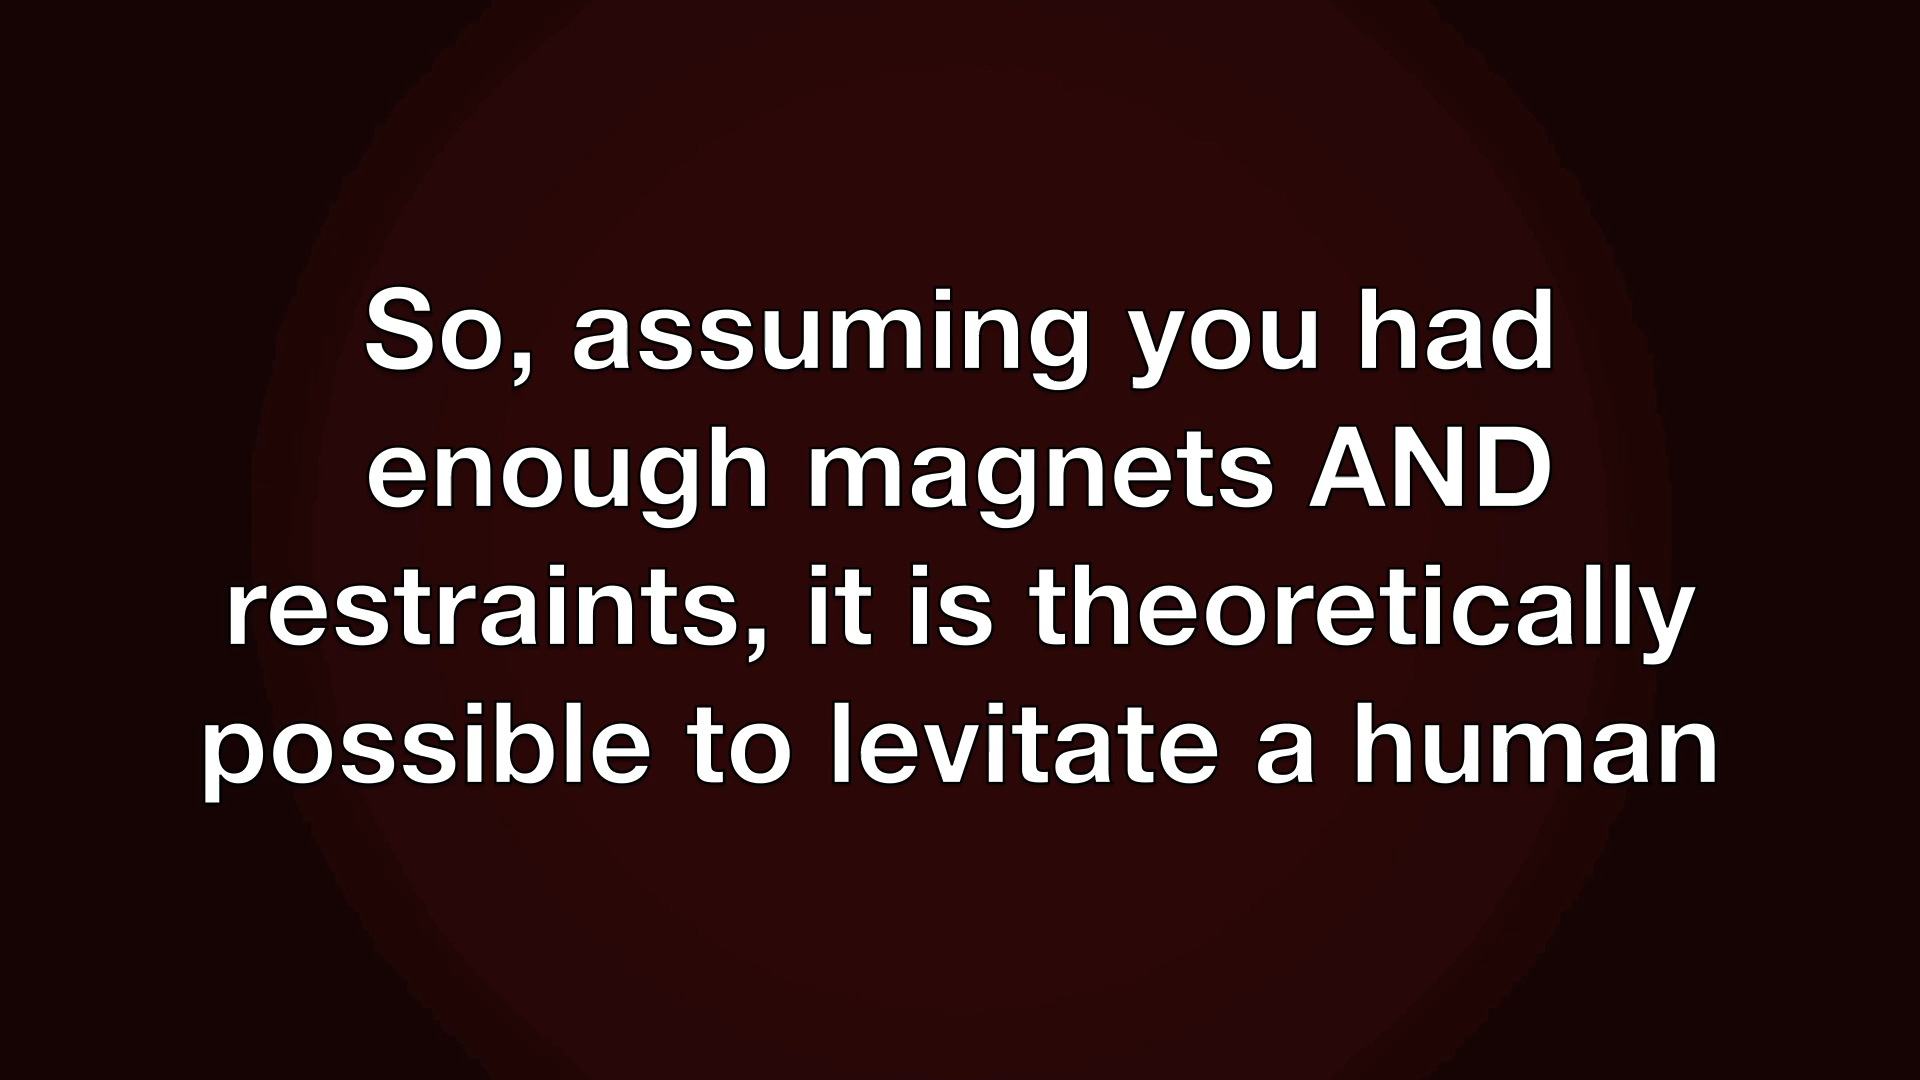 So, assuming you had
enough magnets AND
restraints, it is theoretically
possible to levitate a human